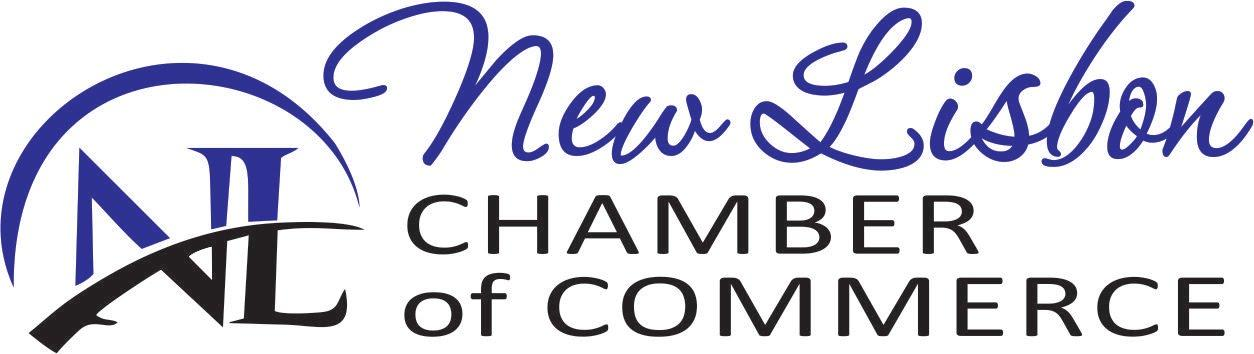 NL
New Lisbon
CHAMBER
of COMMERCE